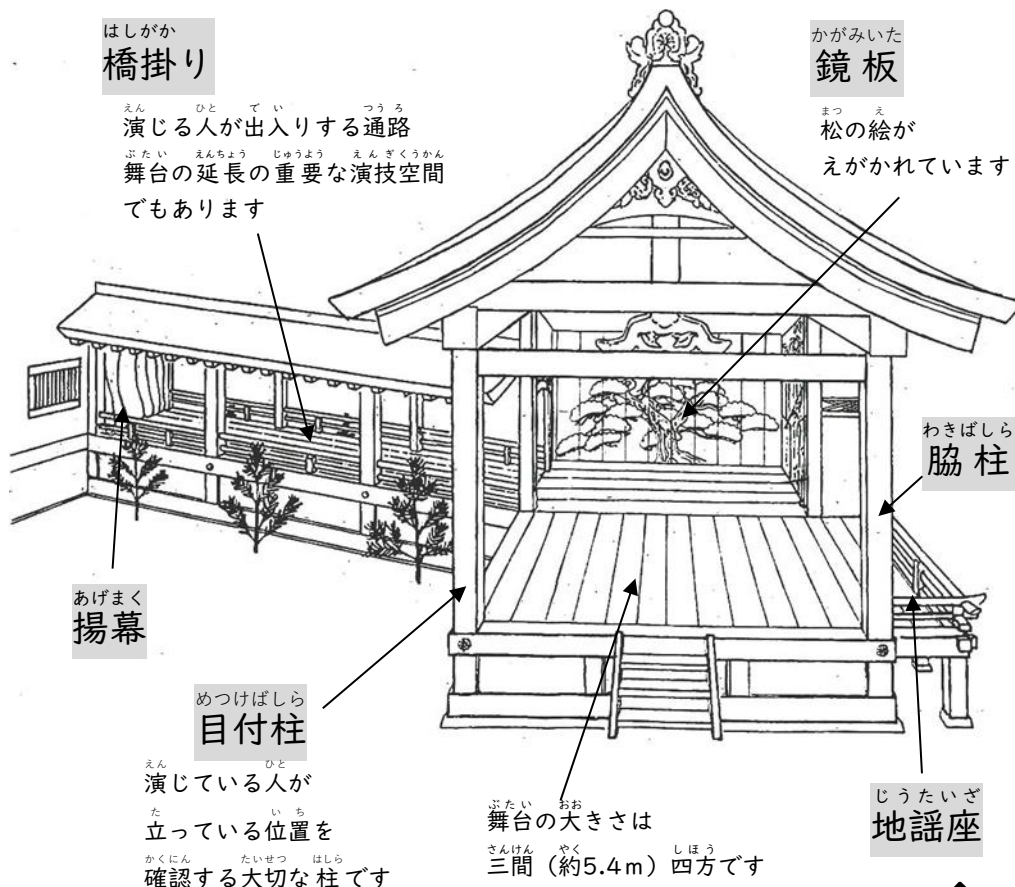 はしがか
橋掛り
えん ひと でい つうろ
演じる人が出入りする通路
ぶたい えんちょう じゅうよう えんぎくうかん
舞台の延長の重要な演技空間
でもあります
かがみいた
鏡板
まつ え
松の絵が
えがかれています
わきばしら
脇柱
あげまく
揚幕
めつけばしら
目付柱
えん ひと
演じている人が
た いち
立っている位置を
かくにん たいせつ はしら
確認する大切な柱です
ぶたい おお
舞台の大きさは
さんけん やく しほう
三間（約5.4m）四方です
じうたいざ
地謡座